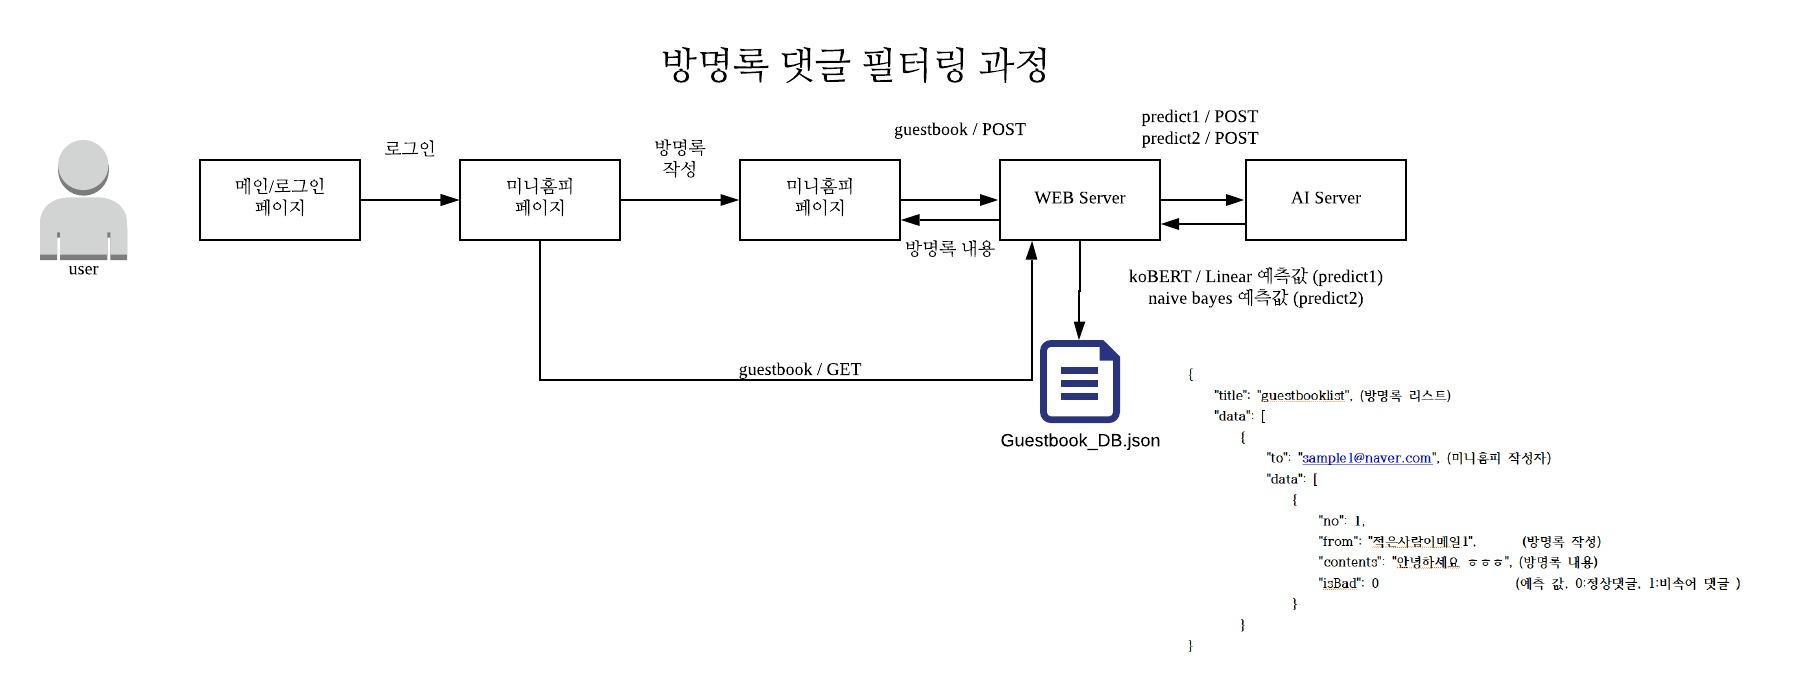 방명록 댓글 필터링 과정
user
메인/로그인
페이지
로그인
미니홈피
페이지
방명록
작성
미니홈피
페이지
guestbook / POST
방명록 내용
WEB Server
predict1 / POST
predict2 / POST
AI Server
koBERT / Linear 예측값 (predict1)
naive bayes 예측값 (predict2)
guestbook / GET
Guestbook_DB.json
{
"title": "guestbooklist", (방명록 리스트)
"data": [
{
"to": "sample1@naver.com", (미니홈피 작성자)
"data": [
{
"no": 1,
"from": "적은사람이메일1", (방명록 작성)
"contents": "안녕하세요 ㅎㅎㅎ", (방명록 내용)
"isBad": 0 (예측 값, 0:정상댓글, 1:비속어 댓글 )
}
}
}